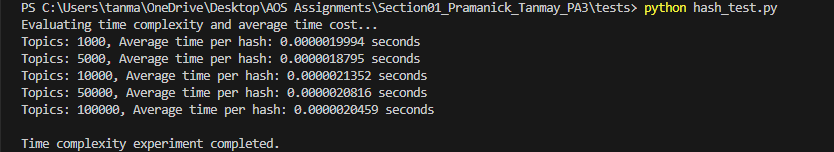 PS C:\Users\tanma\OneDrive\Desktop\AOS Assignments\Section01_Pramanick_Tanmay_PA3\tests> python hash_test.py
Evaluating time complexity and average time cost...
Topics: 1000, Average time per hash: 0.0000019994 seconds
Topics: 5000, Average time per hash: 0.0000018795 seconds
Topics: 10000, Average time per hash: 0.0000021352 seconds
Topics: 50000, Average time per hash: 0.0000020816 seconds
Topics: 100000, Average time per hash: 0.0000020459 seconds
Time complexity experiment completed.